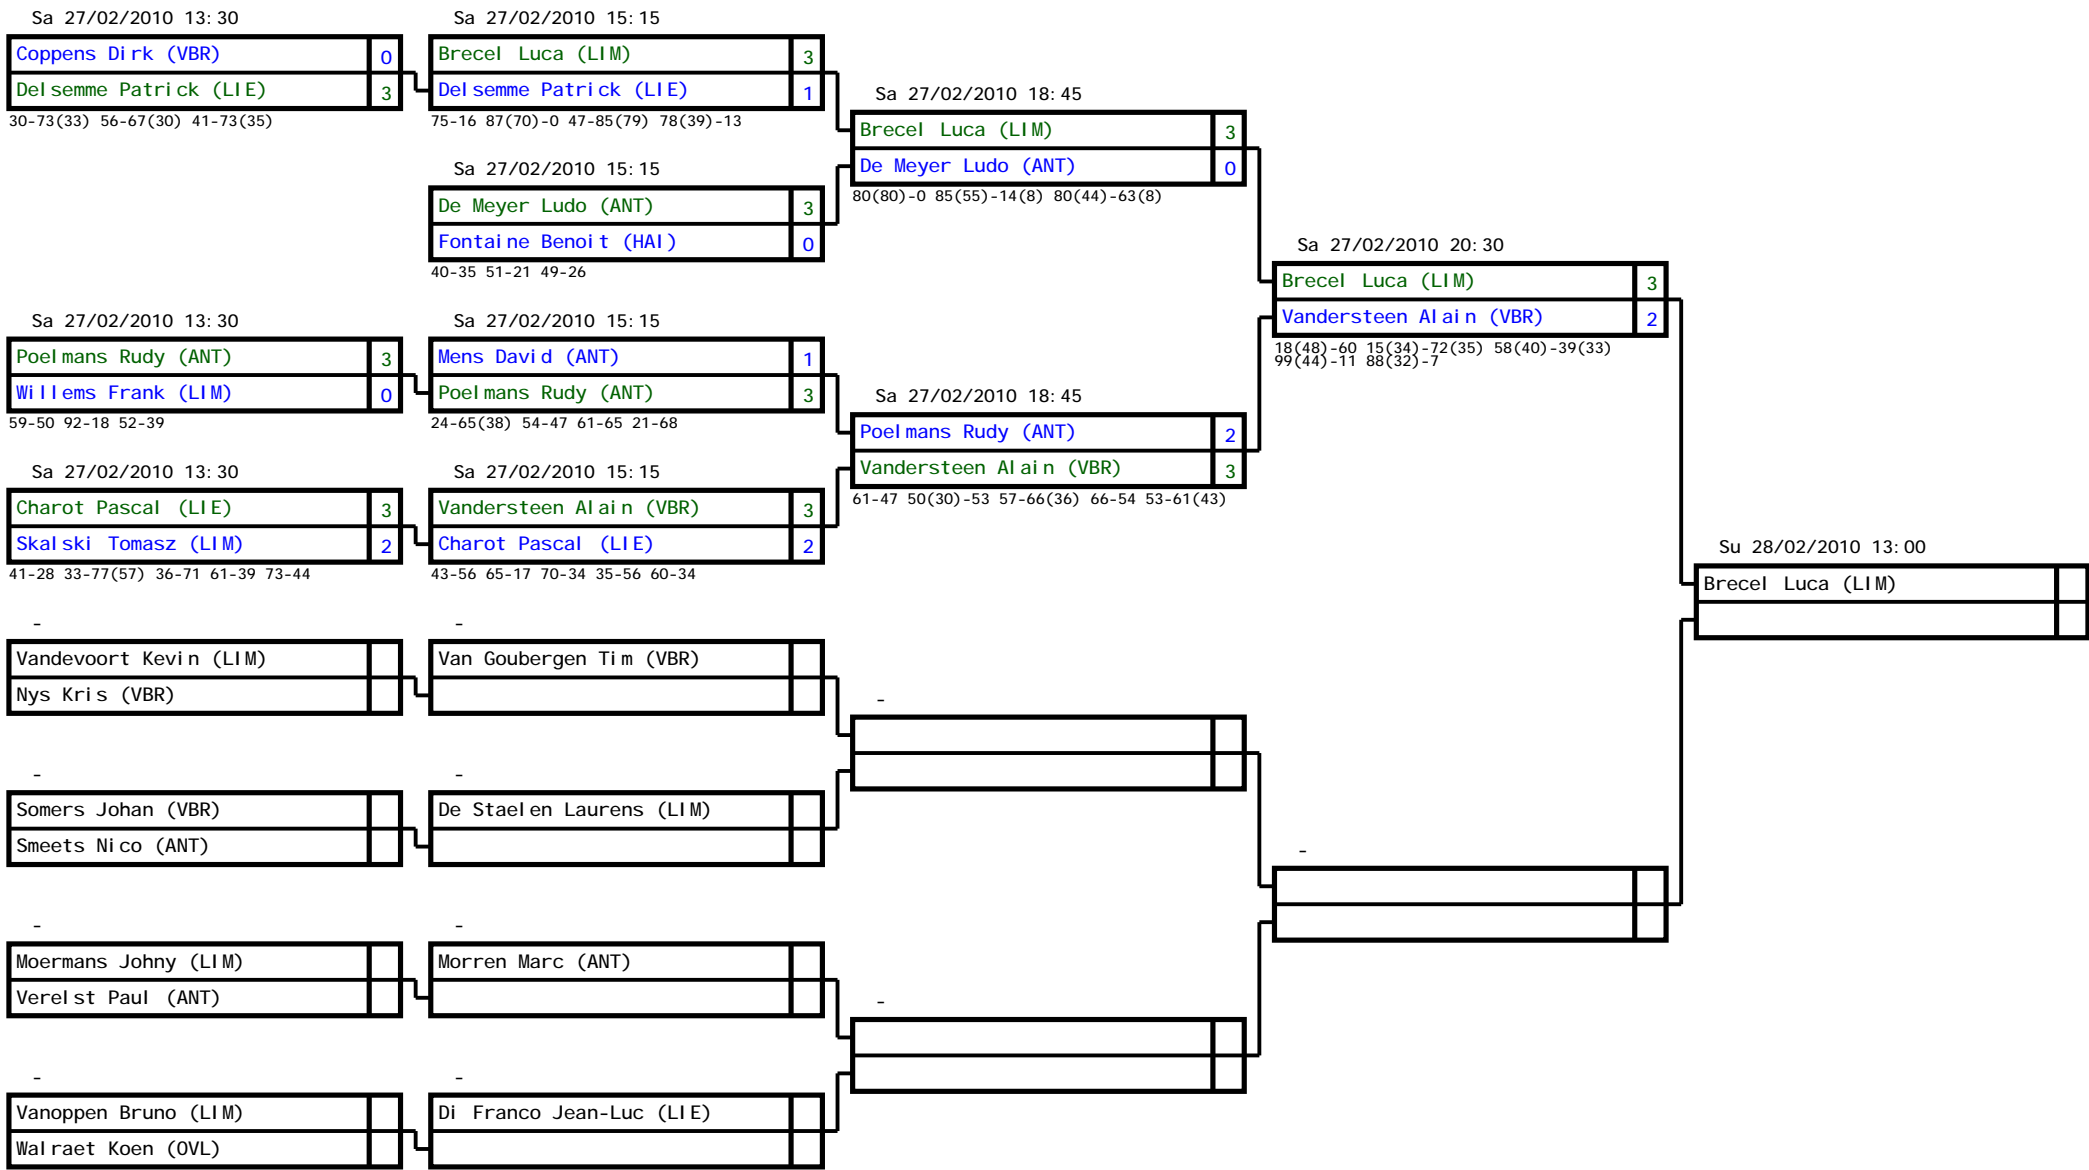 Sa 27/02/2010 13:30
Coppens Dirk (VBR) 0
Delsemme Patrick (LIE) 3
30-73(33) 56-67(30) 41-73(35)
Sa 27/02/2010 13:30
Poelmans Rudy (ANT) 3
Willems Frank (LIM) 0
59-50 92-18 52-39
Sa 27/02/2010 13:30
Charot Pascal (LIE) 3
Skalski Tomasz (LIM) 2
41-28 33-77(57) 36-71 61-39 73-44
-
Vandevoort Kevin (LIM)
Nys Kris (VBR)
-
Somers Johan (VBR)
Smeets Nico (ANT)
-
Moermans Johny (LIM)
Verelst Paul (ANT)
-
Vanoppen Bruno (LIM)
Walraet Koen (OVL)
Sa 27/02/2010 15:15
Brecel Luca (LIM) 3
Delsemme Patrick (LIE) 1
75-16 87(70)-0 47-85(79) 78(39)-13
Sa 27/02/2010 15:15
De Meyer Ludo (ANT) 3
Fontaine Benoit (HAI) 0
40-35 51-21 49-26
Sa 27/02/2010 15:15
Mens David (ANT) 1
Poelmans Rudy (ANT) 3
24-65(38) 54-47 61-65 21-68
Sa 27/02/2010 15:15
Vandersteen Alain (VBR) 3
Charot Pascal (LIE) 2
43-56 65-17 70-34 35-56 60-34
-
Van Goubergen Tim (VBR)
-
De Staelen Laurens (LIM)
-
Morren Marc (ANT)
-
Di Franco Jean-Luc (LIE)
Sa 27/02/2010 18:45
Brecel Luca (LIM) 3
De Meyer Ludo (ANT) 0
80(80)-0 85(55)-14(8) 80(44)-63(8)
Sa 27/02/2010 18:45
Poelmans Rudy (ANT) 2
Vandersteen Alain (VBR) 3
61-47 50(30)-53 57-66(36) 66-54 53-61(43)
-
-
Sa 27/02/2010 20:30
Brecel Luca (LIM) 3
Vandersteen Alain (VBR) 2
18(48)-60 15(34)-72(35) 58(40)-39(33)
99(44)-11 88(32)-7
-
Su 28/02/2010 13:00
Brecel Luca (LIM)